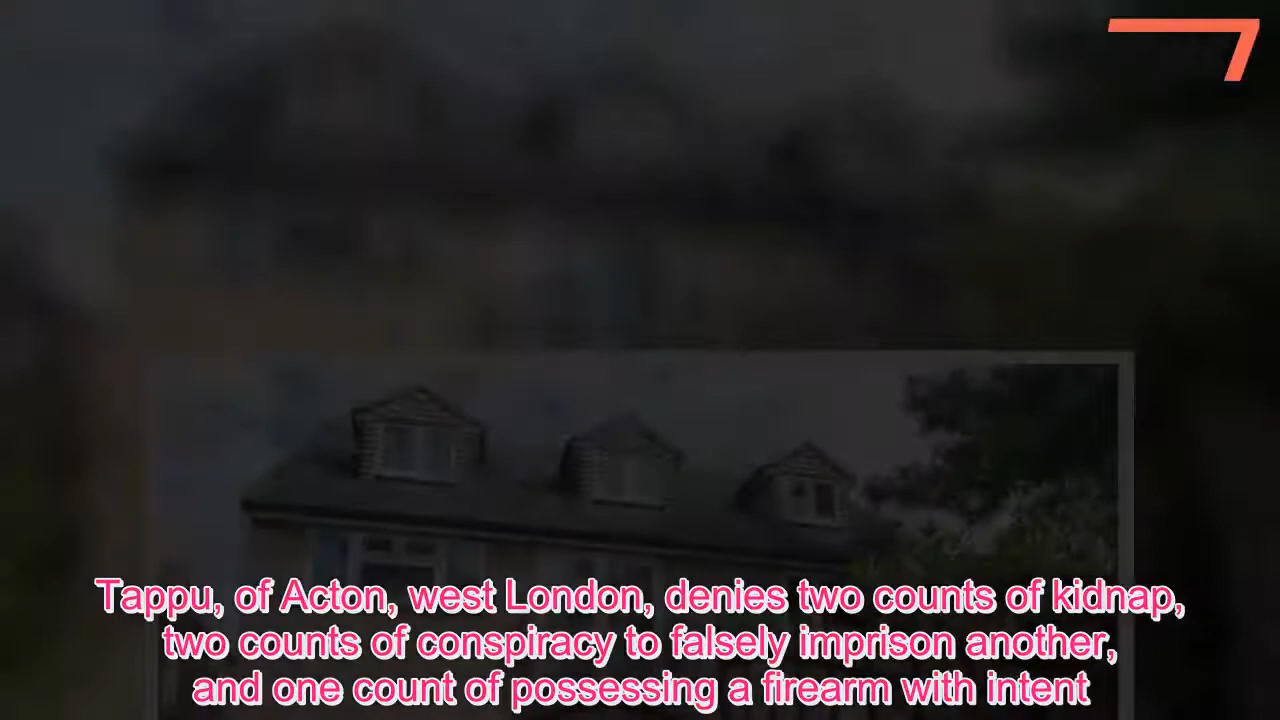 Tappu, of Acton, west London, denies two counts of kidnap,
two counts of conspiracy to falsely imprison another,
and one count of possessing a firearm with intent